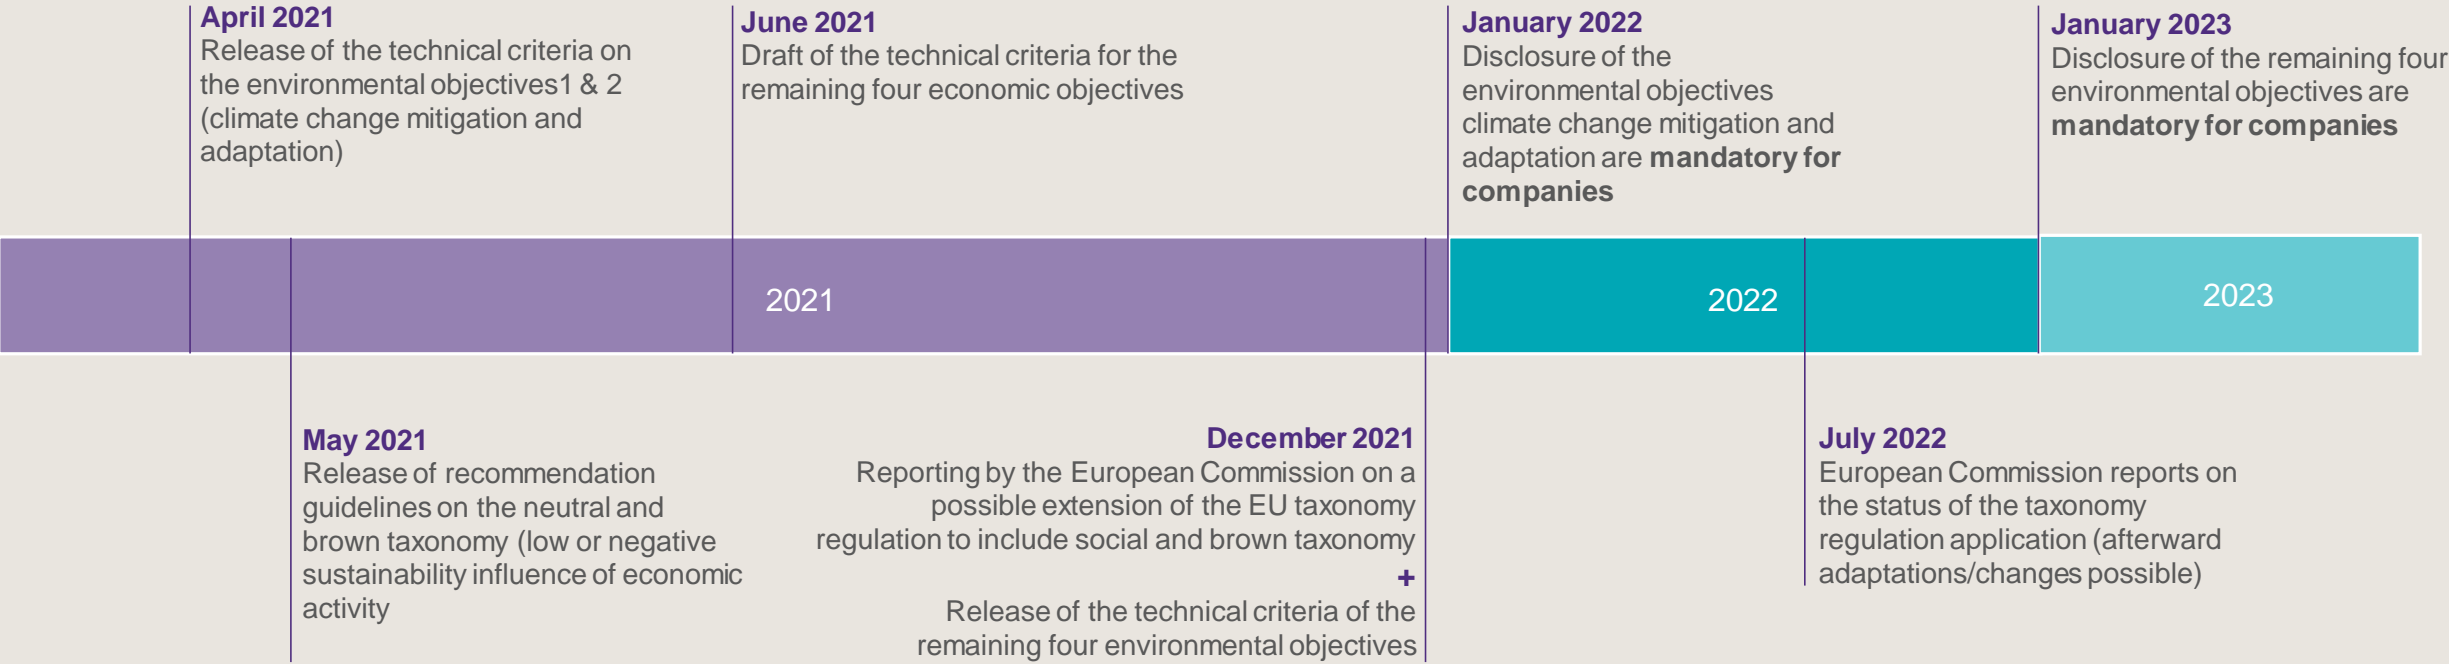 April 2021
Release of the technical criteria on
the environmental objectives1 & 2
(climate change mitigation and
adaptation)
June 2021
Draft of the technical criteria for the
remaining four economic objectives
January 2022
Disclosure of the
environmental objectives
climate change mitigation and
adaptation are mandatory for
companies
January 2023
Disclosure of the remaining four
environmental objectives are
mandatory for companies
2021
2022
2023
May 2021
Release of recommendation
guidelines on the neutral and
brown taxonomy (low or negative
sustainability influence of economic
activity
December 2021
Reporting by the European Commission on a
possible extension of the EU taxonomy
regulation to include social and brown taxonomy
+
Release of the technical criteria of the
remaining four environmental objectives
July 2022
European Commission reports on
the status of the taxonomy
regulation application (afterward
adaptations/changes possible)